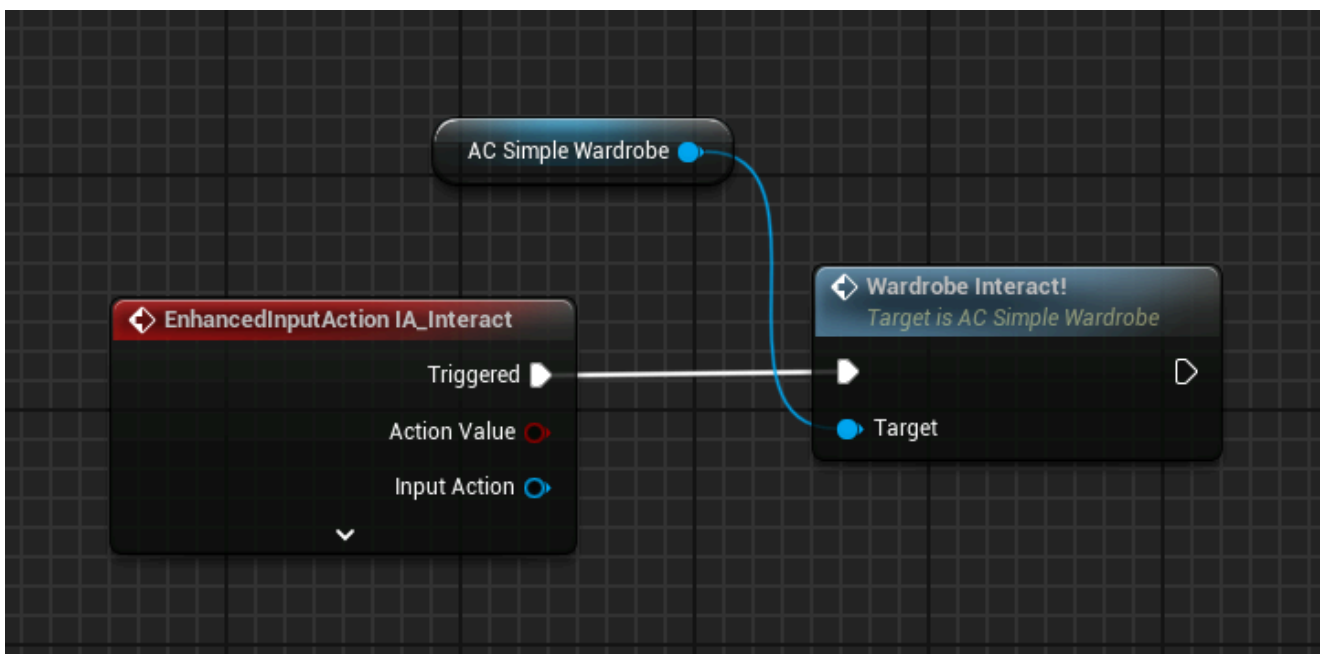 AC Simple Wardrobe
Wardrobe Interact!
Target is AC Simple Wardrobe
EnhancedInputAction IA_Interact
Triggered
Action Value
Target
Input Action